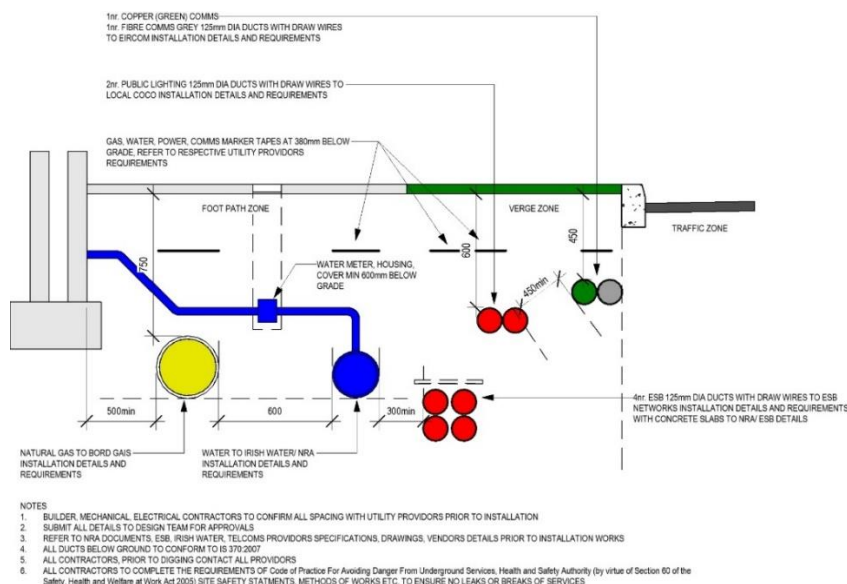 1nr. COPPER (GREEN) COMMS
1nr. FIBRE COMMS GREY 125mm DIA DUCTS WITH DRAW WIRES
TO EIRCOM INSTALLATION DETAILS AND REQUIREMENTS
2nr. PUBLIC LIGHTING 125mm DIA DUCTS WITH DRAW WIRES TO
LOCAL COCO INSTALLATION DETAILS AND REQUIREMENTS
GAS, WATER, POWER, COMMS MARKER TAPES AT 380mm BELOW
GRADE, REFER TO RESPECTIVE UTILITY PROVIDORS
REQUIREMENTS
FOOT PATH ZONE
VERGE ZONE
TRAFFIC ZONE
750
600
450
WATER METER, HOUSING,
COVER MIN 600mm BELOW
GRADE
450min
500min
600
300min
4nr. ESB 125mm DIA DUCTS WITH DRAW WIRES TO ESB
NETWORKS INSTALLATION DETAILS AND REQUIREMENTS
WITH CONCRETE SLABS TO NRA/ ESB DETAILS
NATURAL GAS TO BORD GAIS
INSTALLATION DETAILS AND
REQUIREMENTS
WATER TO IRISH WATER/ NRA
INSTALLATION DETAILS AND
REQUIREMENTS
NOTES
1. BUILDER, MECHANICAL, ELECTRICAL CONTRACTORS TO CONFIRM ALL SPACING WITH UTILITY PROVIDORS PRIOR TO INSTALLATION
2. SUBMIT ALL DETAILS TO DESIGN TEAM FOR APPROVALS
3. REFER TO NRA DOCUMENTS, ESB, IRISH WATER, TELCOMS PROVIDORS SPECIFICATIONS, DRAWINGS, VENDORS DETAILS PRIOR TO INSTALLATION WORKS
4. ALL DUCTS BELOW GROUND TO CONFORM TO IS 370:2007
5. ALL CONTRACTORS, PRIOR TO DIGGING CONTACT ALL PROVIDORS
6. ALL CONTRACTORS TO COMPLETE THE REQUIREMENTS OF Code of Practice For Avoiding Danger From Underground Services, Health and Safety Authority (by virtue of Section 60 of the
Safety, Health and Welfare at Work Act 2005) SITE SAFETY STATMENTS, METHODS OF WORKS ETC, TO ENSURE NO LEAKS OR BREAKS OF SERVICES